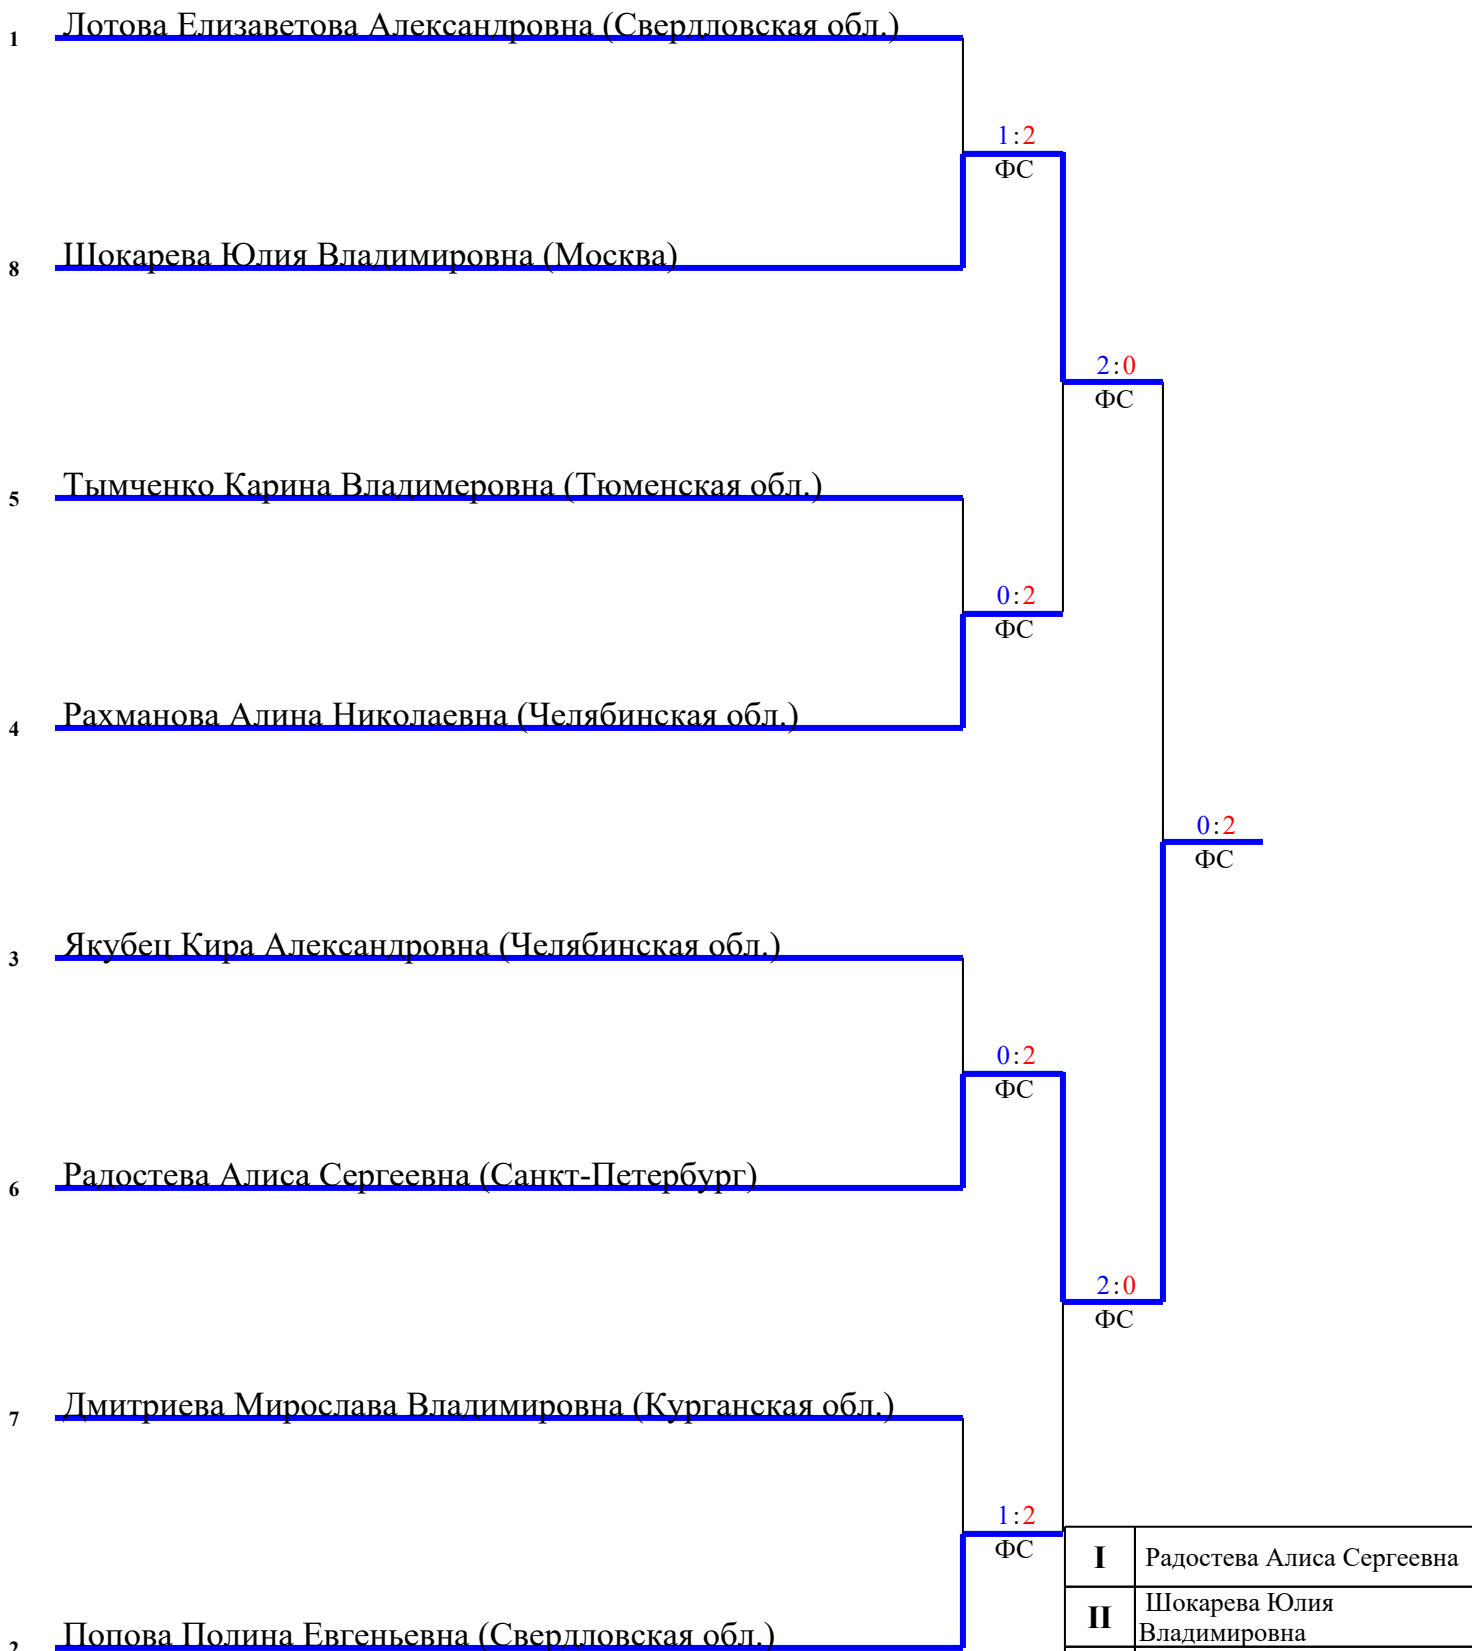 1 Лотова Елизаветова Александровна (Свердловская обл.)
1:2
ФС
8 Шокарева Юлия Владимировна (Москва)
2:0
ФС
5 Тымченко Карина Владимеровна (Тюменская обл.)
0:2
ФС
4 Рахманова Алина Николаевна (Челябинская обл.)
0:2
ФС
3 Якубец Кира Александровна (Челябинская обл.)
0:2
ФС
6 Радостева Алиса Сергеевна (Санкт-Петербург)
2:0
ФС
7 Дмитриева Мирослава Владимировна (Курганская обл.)
1:2
ФС
I Радостева Алиса Сергеевна
II Шокарева Юлия
Владимировна
2 Попова Полина Евгеньевна (Свердловская обл.)